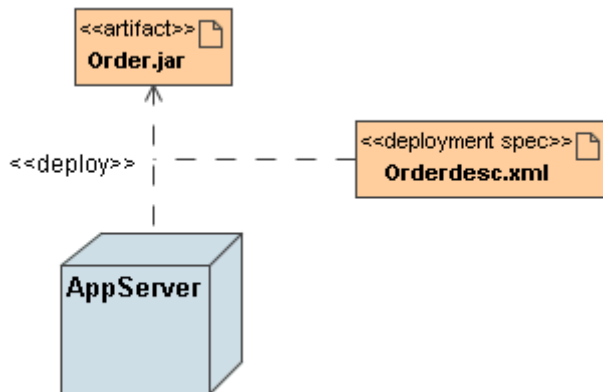 <<artifact>>
Order.jar
<<deploy>>
<<deployment spec>>
Orderdesc.xml
AppServer